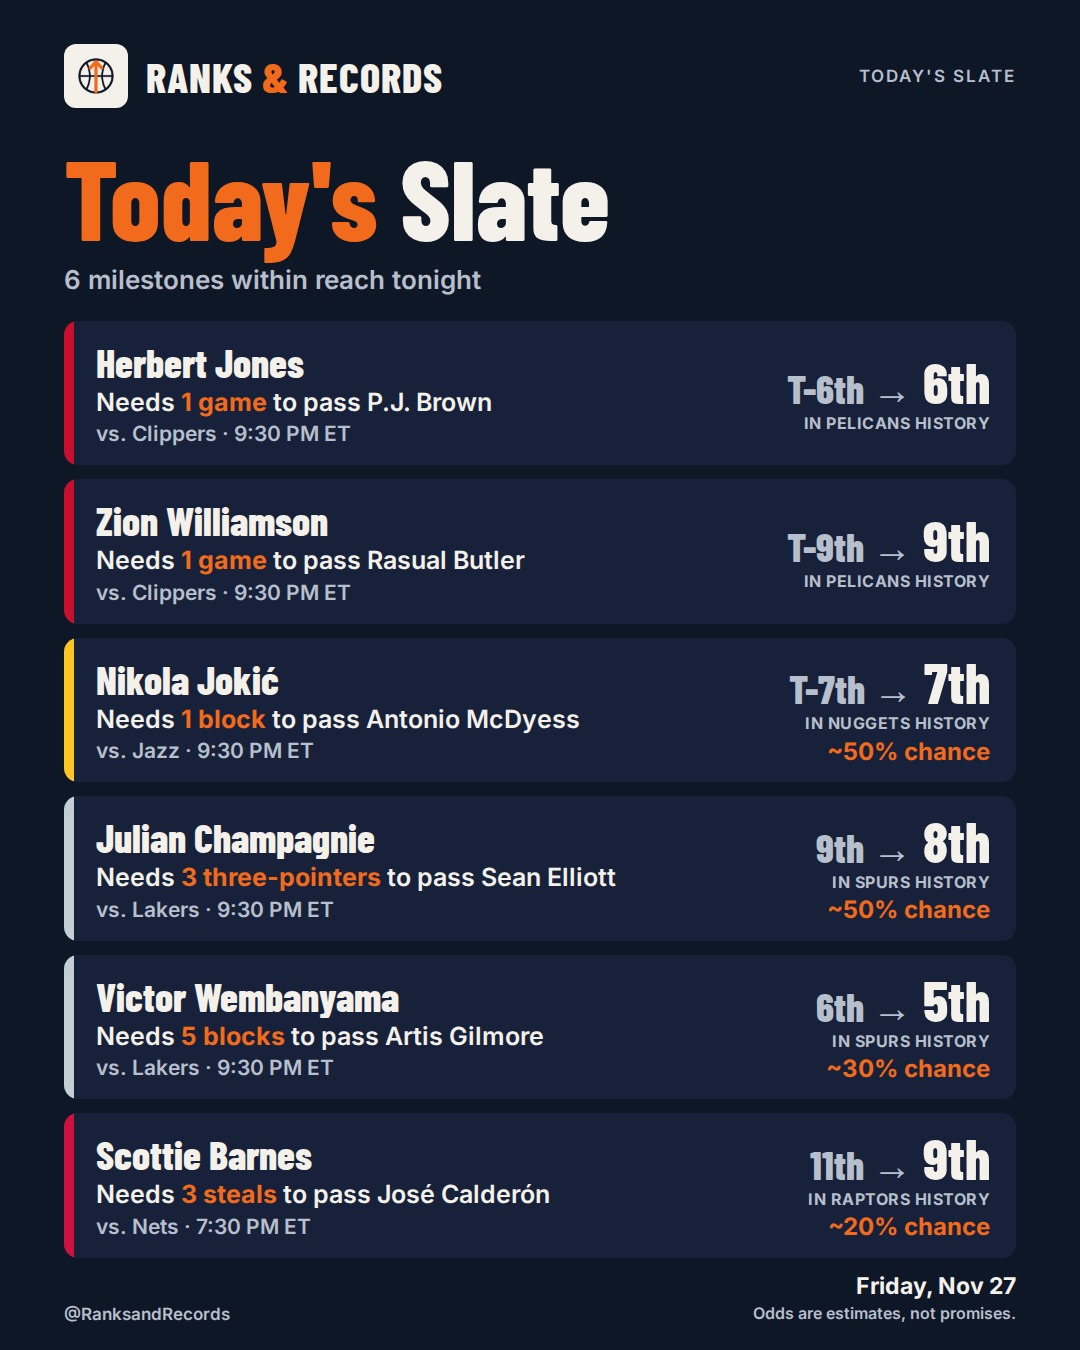 RANKS & RECORDS
TODAY'S SLATE
Today's Slate
6 milestones within reach tonight
Herbert Jones
Needs 1 game to pass P.J. Brown
vs. Clippers · 9:30 PM ET
T-6th → 6th
IN PELICANS HISTORY
Zion Williamson
Needs 1 game to pass Rasual Butler
vs. Clippers · 9:30 PM ET
T-9th → 9th
IN PELICANS HISTORY
Nikola Jokić
Needs 1 block to pass Antonio McDyess
vs. Jazz · 9:30 PM ET
T-7th → 7th
IN NUGGETS HISTORY
~50% chance
Julian Champagnie
Needs 3 three-pointers to pass Sean Elliott
vs. Lakers · 9:30 PM ET
9th → 8th
IN SPURS HISTORY
~50% chance
Victor Wembanyama
Needs 5 blocks to pass Artis Gilmore
vs. Lakers · 9:30 PM ET
6th → 5th
IN SPURS HISTORY
~30% chance
Scottie Barnes
Needs 3 steals to pass José Calderón
vs. Nets · 7:30 PM ET
11th → 9th
IN RAPTORS HISTORY
~20% chance
Friday, Nov 27
@RanksandRecords
Odds are estimates, not promises.